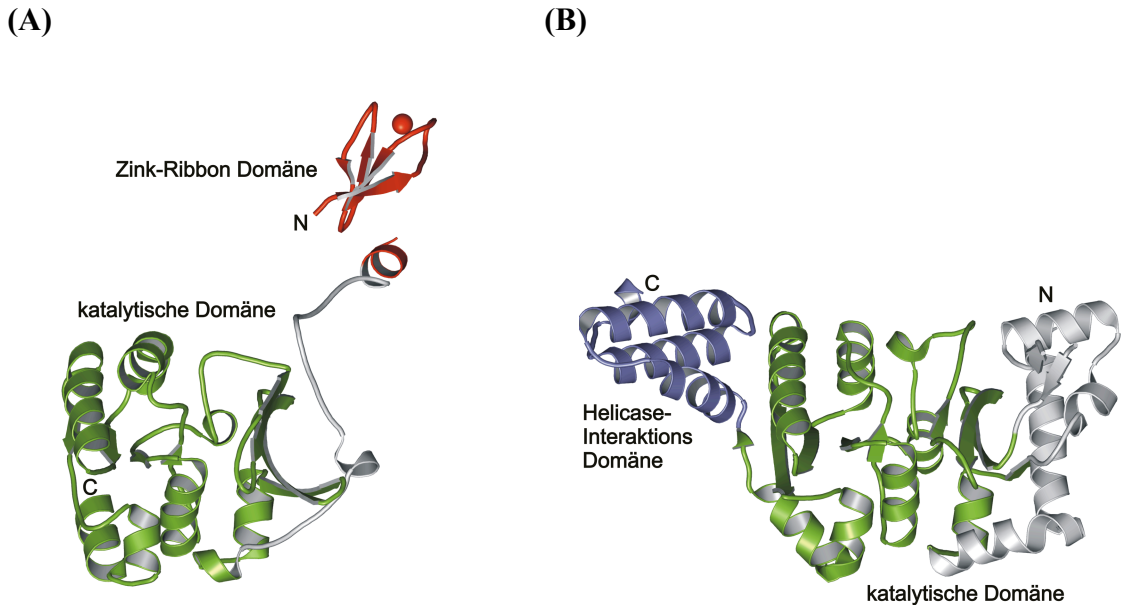 (A)
Zink-Ribbon Domäne
N
katalytische Domäne
C
(B)
C
N
Helicase-
Interaktions
Domäne
katalytische Domäne